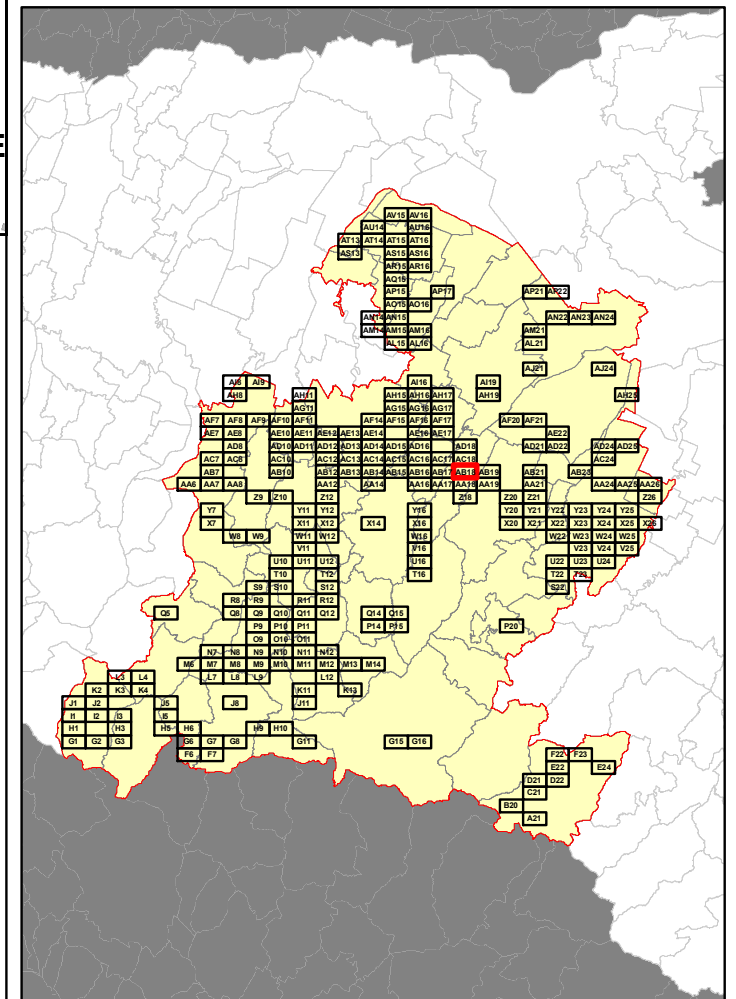 E
AV15 AV16
AU14 AU16
AT13 AT14 AT15 AT16
AS13 AS15 AS16
AR15 AR16
AQ15
AP15 AP17 AP21 AP22
AO15 AO16
AN14 AN15 AN22 AN23 AN24
AM14 AM15 AM16 AM21
AL15 AL16 AL21
AJ21 AJ24
AI8 AI9 AI16 AI19
AH8 AH11 AH15 AH16 AH17 AH19 AH25
AG11 AG15 AG16 AG17
AF7 AF8 AF9 AF10 AF11 AF14 AF15 AF16 AF17 AF20 AF21
AE7 AE8 AE10 AE11 AE12 AE13 AE14 AE16 AE17 AE22
AD8 AD10 AD11 AD12 AD13 AD14 AD15 AD16 AD18 AD21 AD22 AD24 AD25
AC7 AC8 AC10 AC12 AC13 AC14 AC15 AC16 AC17 AC18 AC24
AB7 AB10 AB12 AB13 AB14 AB15 AB16 AB17 AB18 AB19 AB21 AB23
AA6 AA7 AA8 AA12 AA14 AA16 AA17 AA18 AA19 AA21 AA24 AA25 AA26
Z9 Z10 Z12 Z18 Z20 Z21 Z26
Y7 Y11 Y12 Y16 Y20 Y21 Y22 Y23 Y24 Y25
X7 X11 X12 X14 X16 X20 X21 X22 X23 X24 X25 X26
W8 W9 W11 W12 W16 W22 W23 W24 W25
V11 V16 V23 V24 V25
U10 U11 U12 U16 U22 U23 U24
T10 T12 T16 T22 T23
S9 S10 S12 S22
R8 R9 R11 R12
Q5 Q8 Q9 Q10 Q11 Q12 Q14 Q15
P9 P10 P11 P14 P15 P20
O9 O10 O11
N7 N8 N9 N10 N11 N12
M6 M7 M8 M9 M10 M11 M12 M13 M14
L3 L4 L7 L8 L9 L12
K2 K3 K4 K11 K13
J1 J2 J5 J8 J11
I1 I2 I3 I5
H1 H3 H5 H6 H9 H10
G1 G2 G3 G6 G7 G8 G11 G15 G16
F6 F7 F22 F23
E22 E24
D21 D22
C21
B20
A21